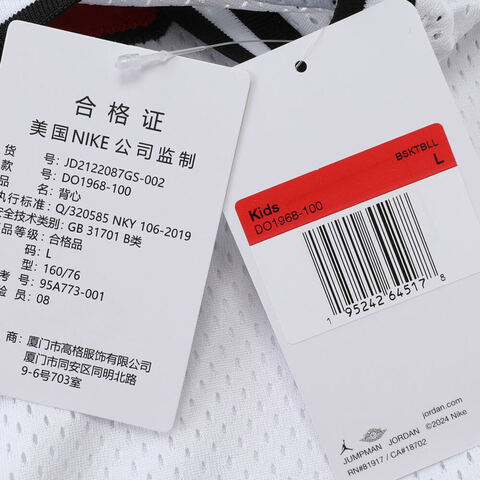 合格证
美国NIKE公司监制
货 号: JD2122087GS-002
款 号: DO1968-100
名: 背心
执行标准: Q/320585 NKY 106-2019
安全技术类别: GB 31701 B类
产品等级: 合格品
码: L
型: 160/76
考 号: 95A773-001
检验员: 08
商: 厦门市高格服饰有限公司
厦门市同安区同明北路
9-6号703室
BSKTBLL
L
Kids
DO1968-100
1 95242 64517 8
jordan.com
©2024 Nike
JUMPMAN JORDAN
RN#81917 / CA#18702